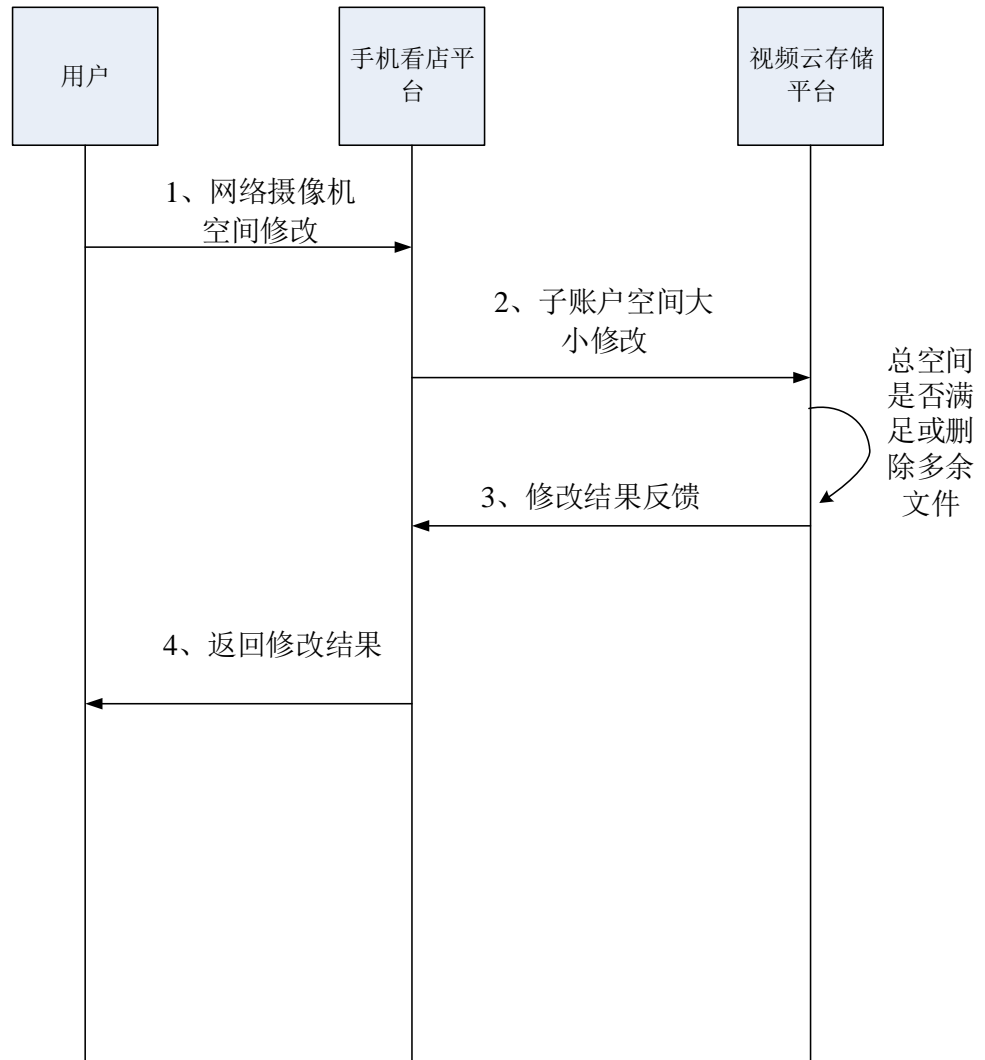 用户
手机看店平
台
视频云存储
平台
1、网络摄像机
空间修改
2、子账户空间大
小修改
总空间
是否满
足或删
除多余
文件
3、修改结果反馈
4、返回修改结果